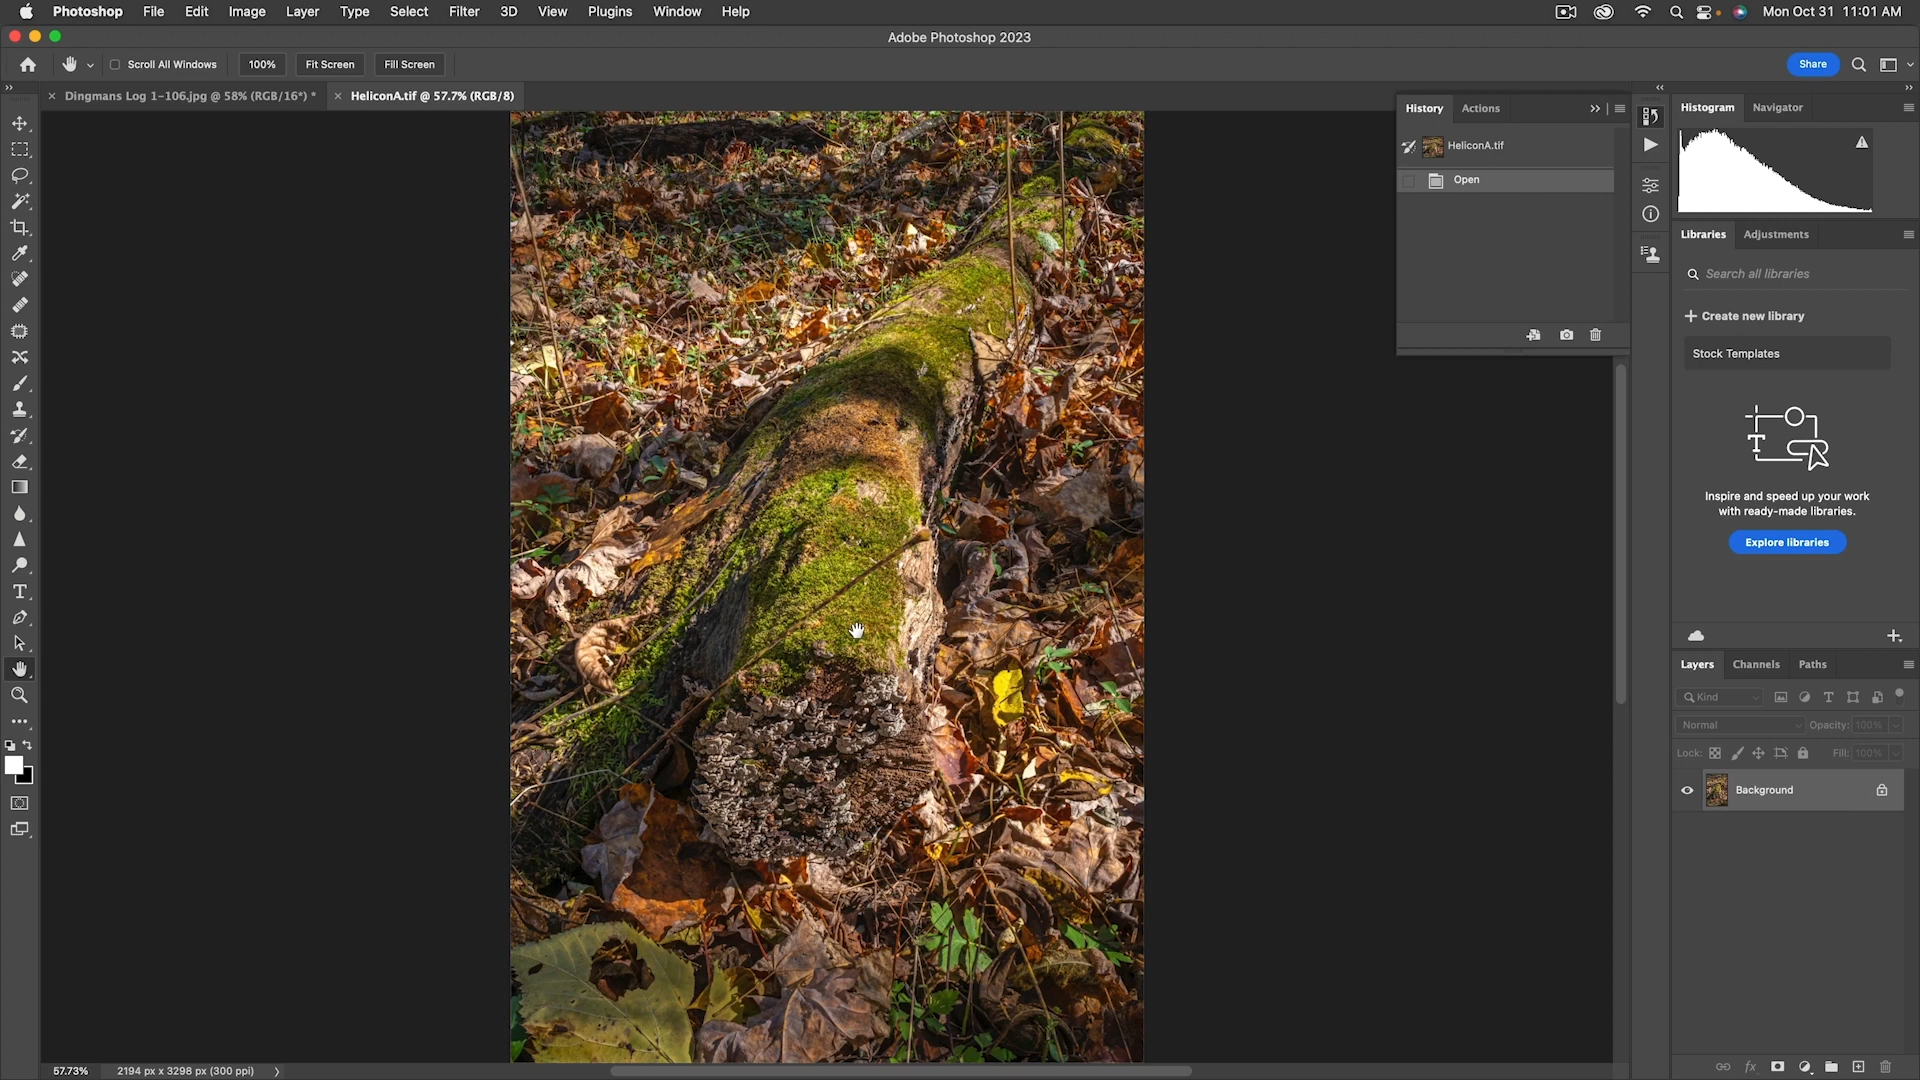 Photoshop File Edit Image Layer Type Select Filter 3D View Plugins Window Help Mon Oct 31 11:01 AM
Adobe Photoshop 2023
Scroll All Windows 100% Fit Screen Fill Screen Share
Dingmans Log 1-106.jpg @ 58% (RGB/16*) * HeliconA.tif @ 57.7% (RGB/8)
History Actions
HeliconA.tif
Open
Histogram Navigator
Libraries Adjustments
Search all libraries
+ Create new library
Stock Templates
Inspire and speed up your work
with ready-made libraries.
Explore libraries
Layers Channels Paths
Kind
Normal Opacity: 100%
Lock: Fill: 100%
Background
57.73% 2194 px x 3298 px (300 ppi)